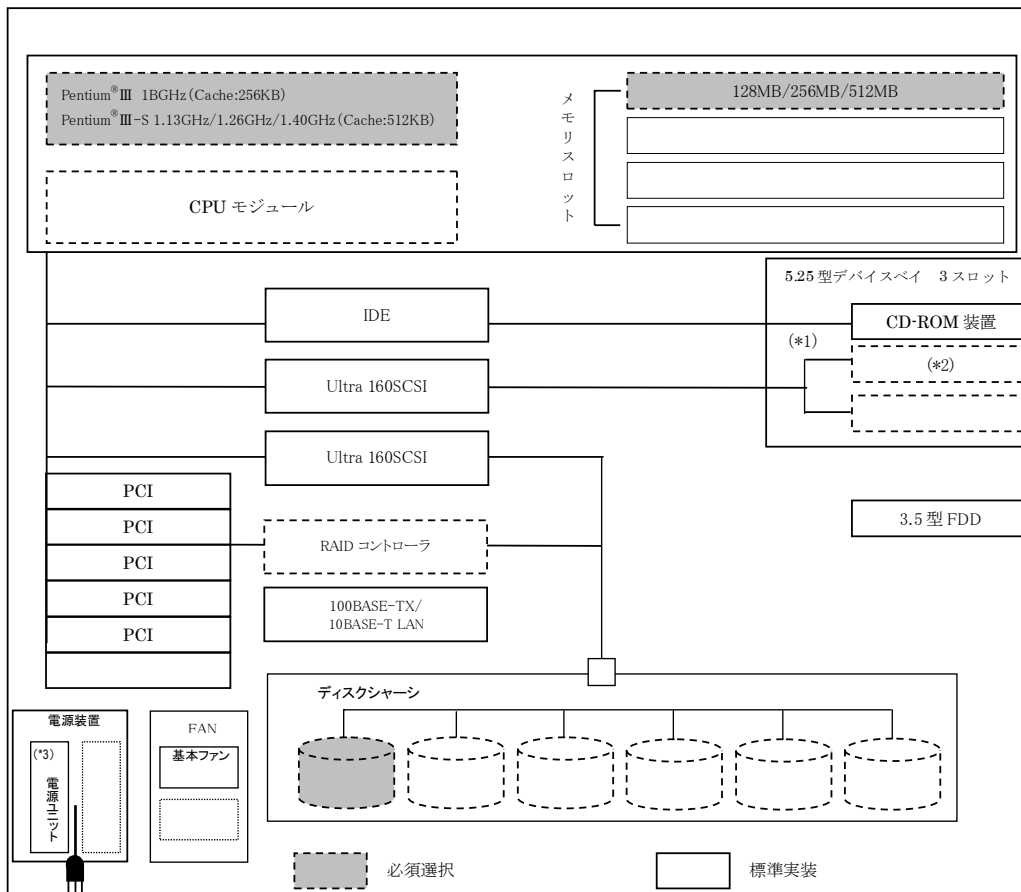 Pentium®Ⅲ 1BGHz(Cache:256KB)
Pentium®Ⅲ-S 1.13GHz/1.26GHz/1.40GHz(Cache:512KB)
CPU モジュール
メモリスロット
128MB/256MB/512MB
5.25 型デバイスベイ 3 スロット
IDE
CD-ROM 装置
(*1)
(*2)
Ultra 160SCSI
Ultra 160SCSI
PCI
PCI
PCI
PCI
PCI
RAID コントローラ
3.5 型 FDD
100BASE-TX/
10BASE-T LAN
ディスクシャーシ
電源装置
(*3)
電源ユニット
FAN
基本ファン
必須選択
標準実装